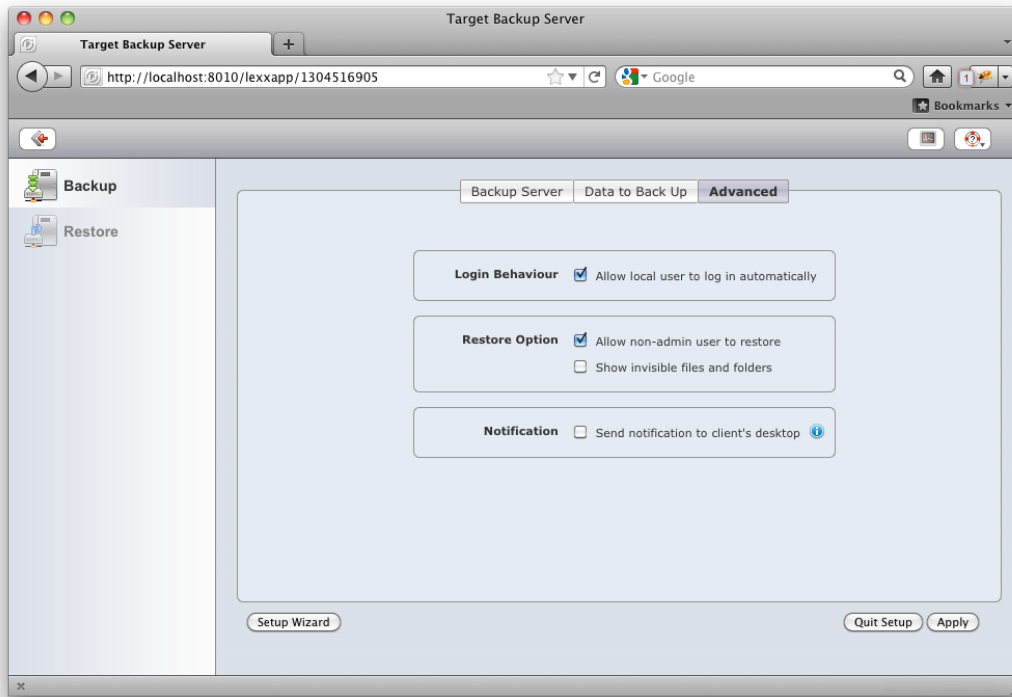 Target Backup Server
Target Backup Server
http://localhost:8010/lexxapp/1304516905
Google
1
Bookmarks
Backup
Restore
Backup Server
Data to Back Up
Advanced
Login Behaviour
Allow local user to log in automatically
Restore Option
Allow non-admin user to restore
Show invisible files and folders
Notification
Send notification to client's desktop
Setup Wizard
Quit Setup
Apply